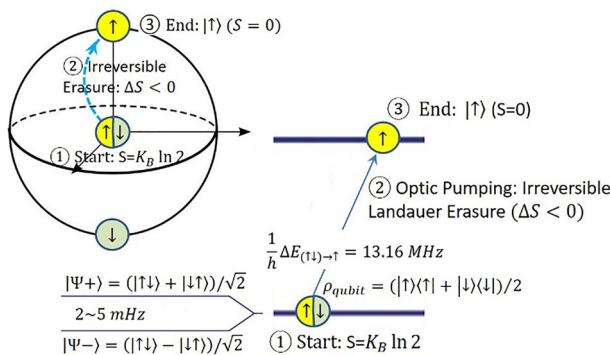 ③ End: |↑⟩ (S = 0)
↑
② Irreversible
Erasure: ΔS < 0
↑ ↓
① Start: S=K_B ln 2
↓
③ End: |↑⟩ (S=0)
↑
② Optic Pumping: Irreversible
Landauer Erasure (ΔS < 0)
1/h ΔE_(↑↓)→↑ = 13.16 MHz
|Ψ+⟩ = (|↑↓⟩ + |↓↑⟩)/√2
ρ_qubit = (|↑⟩⟨↑| + |↓⟩⟨↓|)/2
2~5 mHz
↑ ↓
|Ψ−⟩ = (|↑↓⟩ − |↓↑⟩)/√2
① Start: S=K_B ln 2